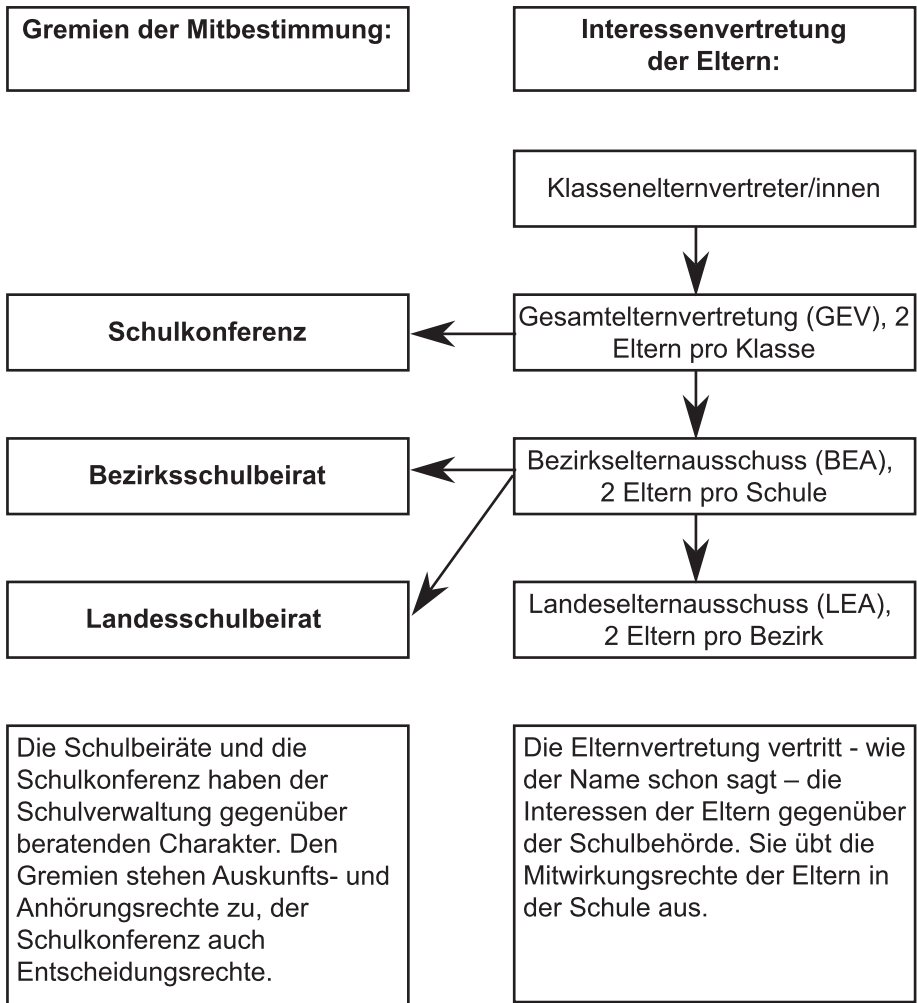 Gremien der Mitbestimmung:
Interessenvertretung
der Eltern:
Klassenelternvertreter/innen
Schulkonferenz
Gesamtelternvertretung (GEV), 2
Eltern pro Klasse
Bezirksschulbeirat
Bezirkselternausschuss (BEA),
2 Eltern pro Schule
Landesschulbeirat
Landeselternausschuss (LEA),
2 Eltern pro Bezirk
Die Schulbeiräte und die
Schulkonferenz haben der
Schulverwaltung gegenüber
beratenden Charakter. Den
Gremien stehen Auskunfts- und
Anhörungsrechte zu, der
Schulkonferenz auch
Entscheidungsrechte.
Die Elternvertretung vertritt - wie
der Name schon sagt – die
Interessen der Eltern gegenüber
der Schulbehörde. Sie übt die
Mitwirkungsrechte der Eltern in
der Schule aus.